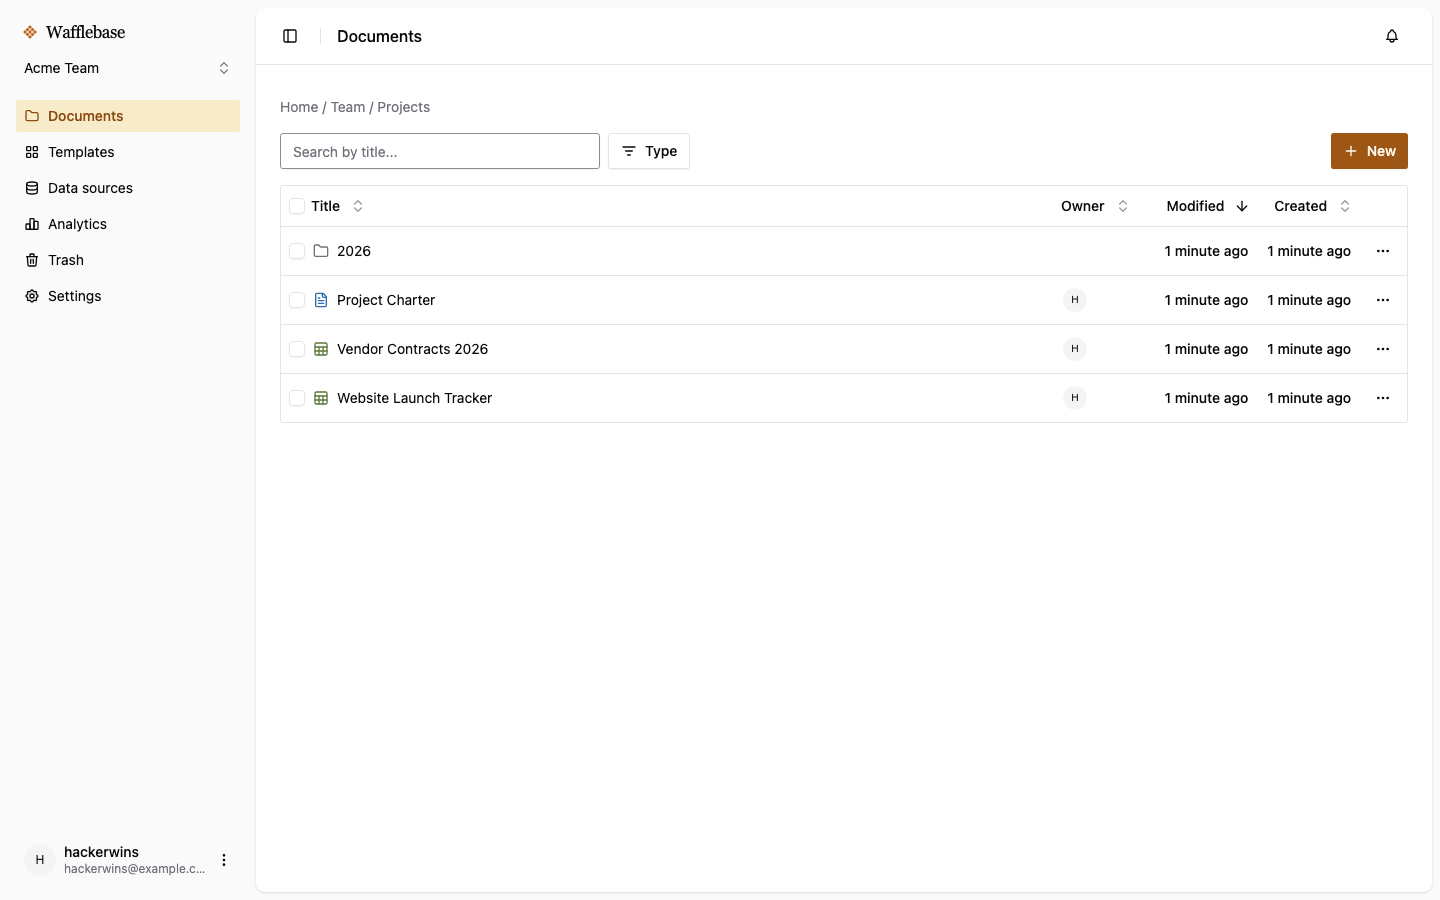 Wafflebase
Acme Team
Documents
Templates
Data sources
Analytics
Trash
Settings
H
hackerwins
hackerwins@example.c...
Documents
Home / Team / Projects
Search by title...
Type
New
Title Owner Modified Created
2026 1 minute ago 1 minute ago
Project Charter H 1 minute ago 1 minute ago
Vendor Contracts 2026 H 1 minute ago 1 minute ago
Website Launch Tracker H 1 minute ago 1 minute ago